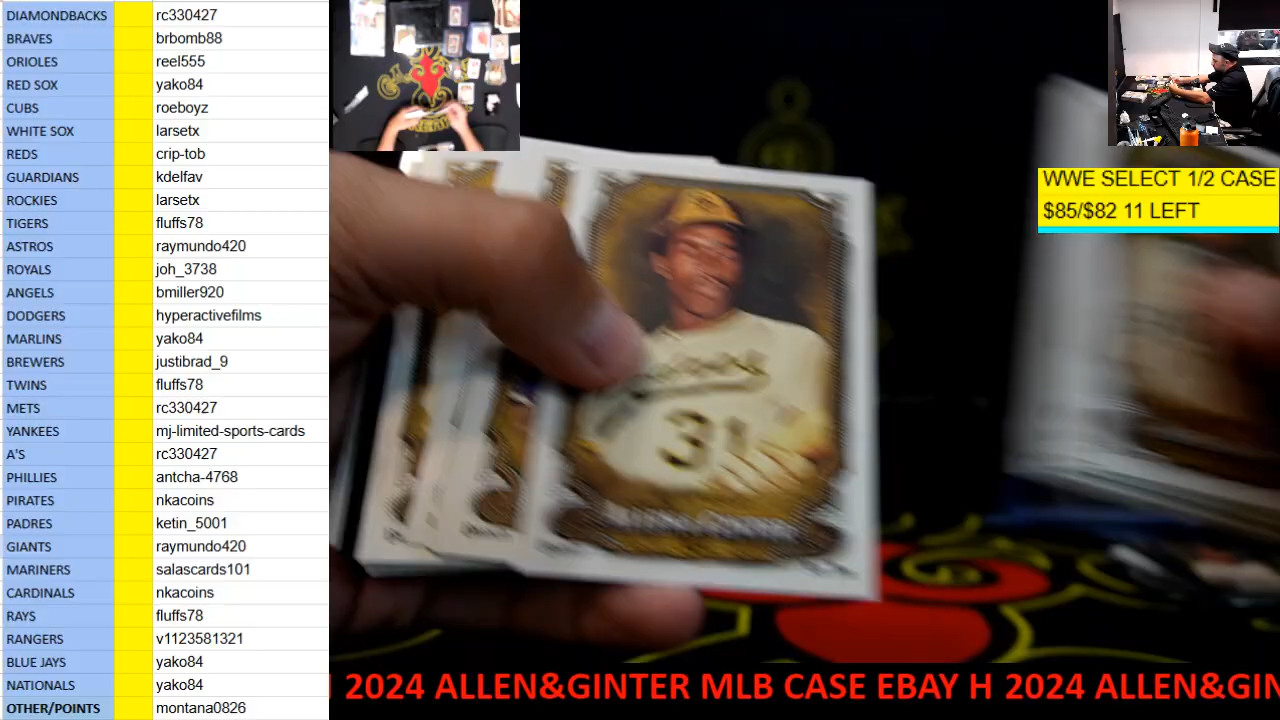 DIAMONDBACKS rc330427
BRAVES brbomb88
ORIOLES reel555
RED SOX yako84
CUBS roeboyz
WHITE SOX larsetx
REDS crip-tob
GUARDIANS kdelfav
ROCKIES larsetx
TIGERS fluffs78
ASTROS raymundo420
ROYALS joh_3738
ANGELS bmiller920
DODGERS hyperactivefilms
MARLINS yako84
BREWERS justibrad_9
TWINS fluffs78
METS rc330427
YANKEES mj-limited-sports-cards
A'S rc330427
PHILLIES antcha-4768
PIRATES nkacoins
PADRES ketin_5001
GIANTS raymundo420
MARINERS salascards101
CARDINALS nkacoins
RAYS fluffs78
RANGERS v1123581321
BLUE JAYS yako84
NATIONALS yako84
OTHER/POINTS montana0826
WWE SELECT 1/2 CASE
$85/$82 11 LEFT
31
2024 ALLEN&GINTER MLB CASE EBAY H 2024 ALLEN&GIN